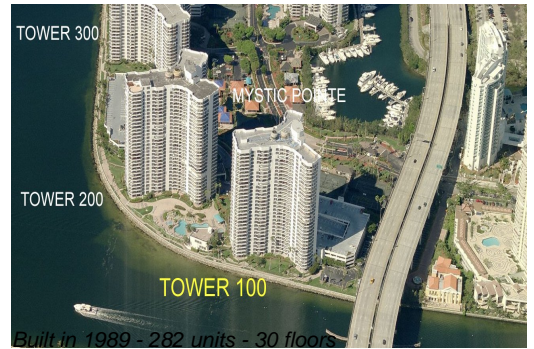 TOWER 300
MYSTIC POINTE
TOWER 200
TOWER 100
Built in 1989 - 282 units - 30 floors